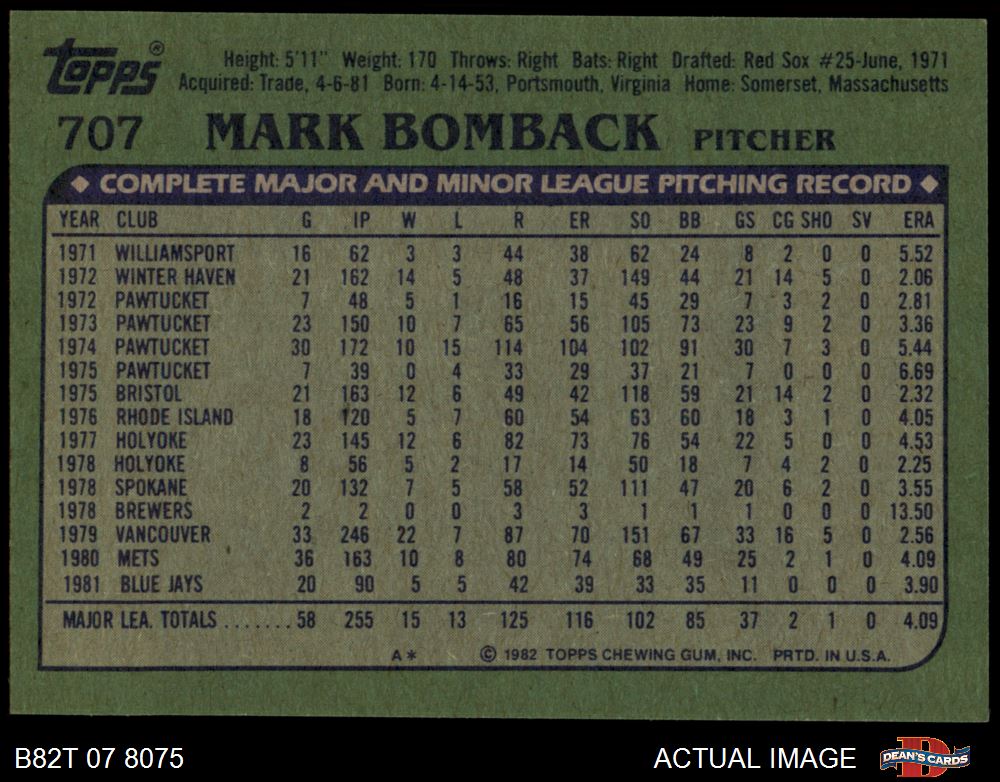 topps®
Height: 5'11" Weight: 170 Throws: Right Bats: Right Drafted: Red Sox #25-June, 1971
Acquired: Trade, 4-6-81 Born: 4-14-53, Portsmouth, Virginia Home: Somerset, Massachusetts
707 MARK BOMBACK PITCHER
◆ COMPLETE MAJOR AND MINOR LEAGUE PITCHING RECORD ◆
YEAR CLUB G IP W L R ER SO BB GS CG SHO SV ERA
1971 WILLIAMSPORT 16 62 3 3 44 38 62 24 8 2 0 0 5.52
1972 WINTER HAVEN 21 162 14 5 48 37 149 44 21 14 5 0 2.06
1972 PAWTUCKET 7 48 5 1 16 15 45 29 7 3 2 0 2.81
1973 PAWTUCKET 23 150 10 7 65 56 105 73 23 9 2 0 3.36
1974 PAWTUCKET 30 172 10 15 114 104 102 91 30 7 3 0 5.44
1975 PAWTUCKET 7 39 0 4 33 29 37 21 7 0 0 0 6.69
1975 BRISTOL 21 163 12 6 49 42 118 59 21 14 2 0 2.32
1976 RHODE ISLAND 18 120 5 7 60 54 63 60 18 3 1 0 4.05
1977 HOLYOKE 23 145 12 6 82 73 76 54 22 5 0 0 4.53
1978 HOLYOKE 8 56 5 2 17 14 50 18 7 4 2 0 2.25
1978 SPOKANE 20 132 7 5 58 52 111 47 20 6 2 0 3.55
1978 BREWERS 2 2 0 0 3 3 1 1 1 0 0 0 13.50
1979 VANCOUVER 33 246 22 7 87 70 151 67 33 16 5 0 2.56
1980 METS 36 163 10 8 80 74 68 49 25 2 1 0 4.09
1981 BLUE JAYS 20 90 5 5 42 39 33 35 11 0 0 0 3.90
MAJOR LEA. TOTALS ....... 58 255 15 13 125 116 102 85 37 2 1 0 4.09
A* © 1982 TOPPS CHEWING GUM, INC. PRTD. IN U.S.A.
B82T 07 8075 ACTUAL IMAGE DEAN'S CARDS